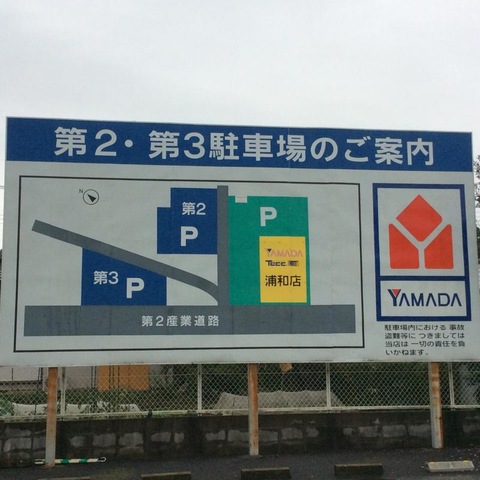 第2・第3駐車場のご案内
N
第2
P
P
YAMADA
第3
P
浦和店
第2産業道路
YAMADA
駐車場内における 事故
盗難等に つきましては
当店は 一切の責任を負
いかねます。